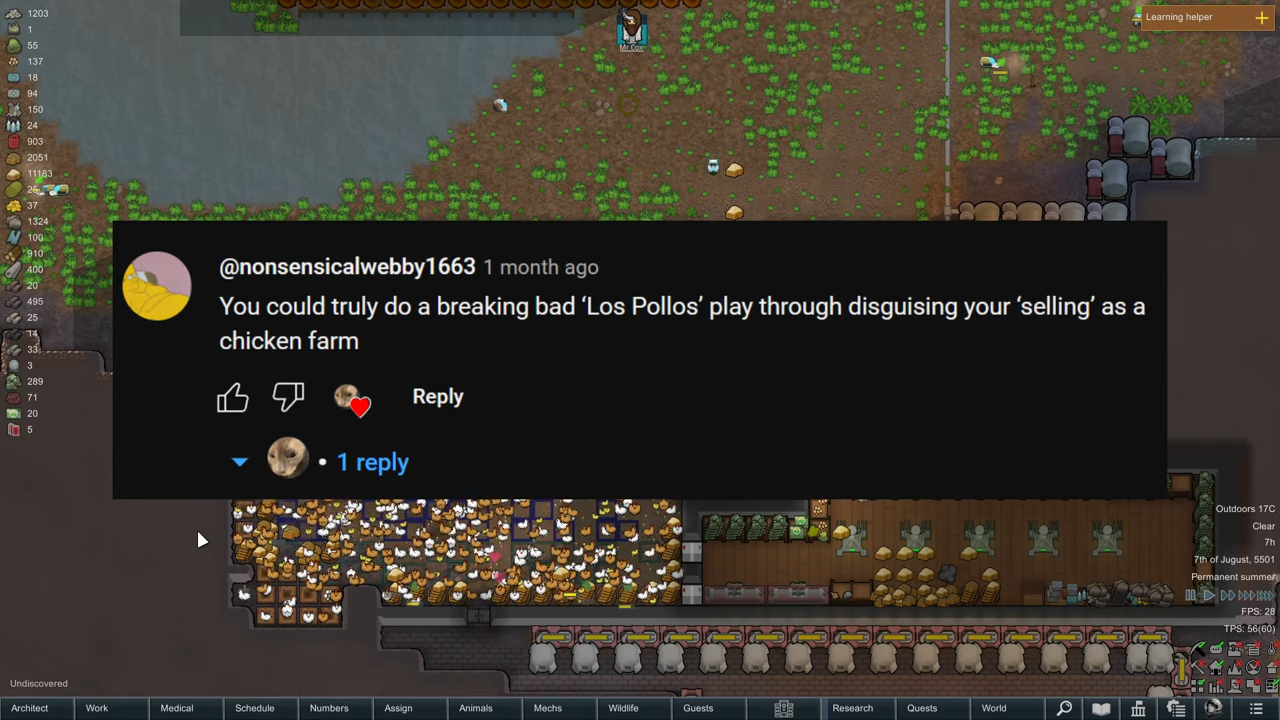 1203
1
55
137
18
94
150
24
903
2051
11183
37
1324
100
910
400
20
495
25
14
33
3
289
71
20
5
Mr.Cox
Learning helper
@nonsensicalwebby1663 1 month ago
You could truly do a breaking bad ‘Los Pollos’ play through disguising your ‘selling’ as a
chicken farm
Reply
• 1 reply
Outdoors 17C
Clear
7h
7th of August, 5501
Permanent summer
FPS: 28
TPS: 56(60)
Undiscovered
Architect Work Medical Schedule Numbers Assign Animals Mechs Wildlife Guests Research Quests World